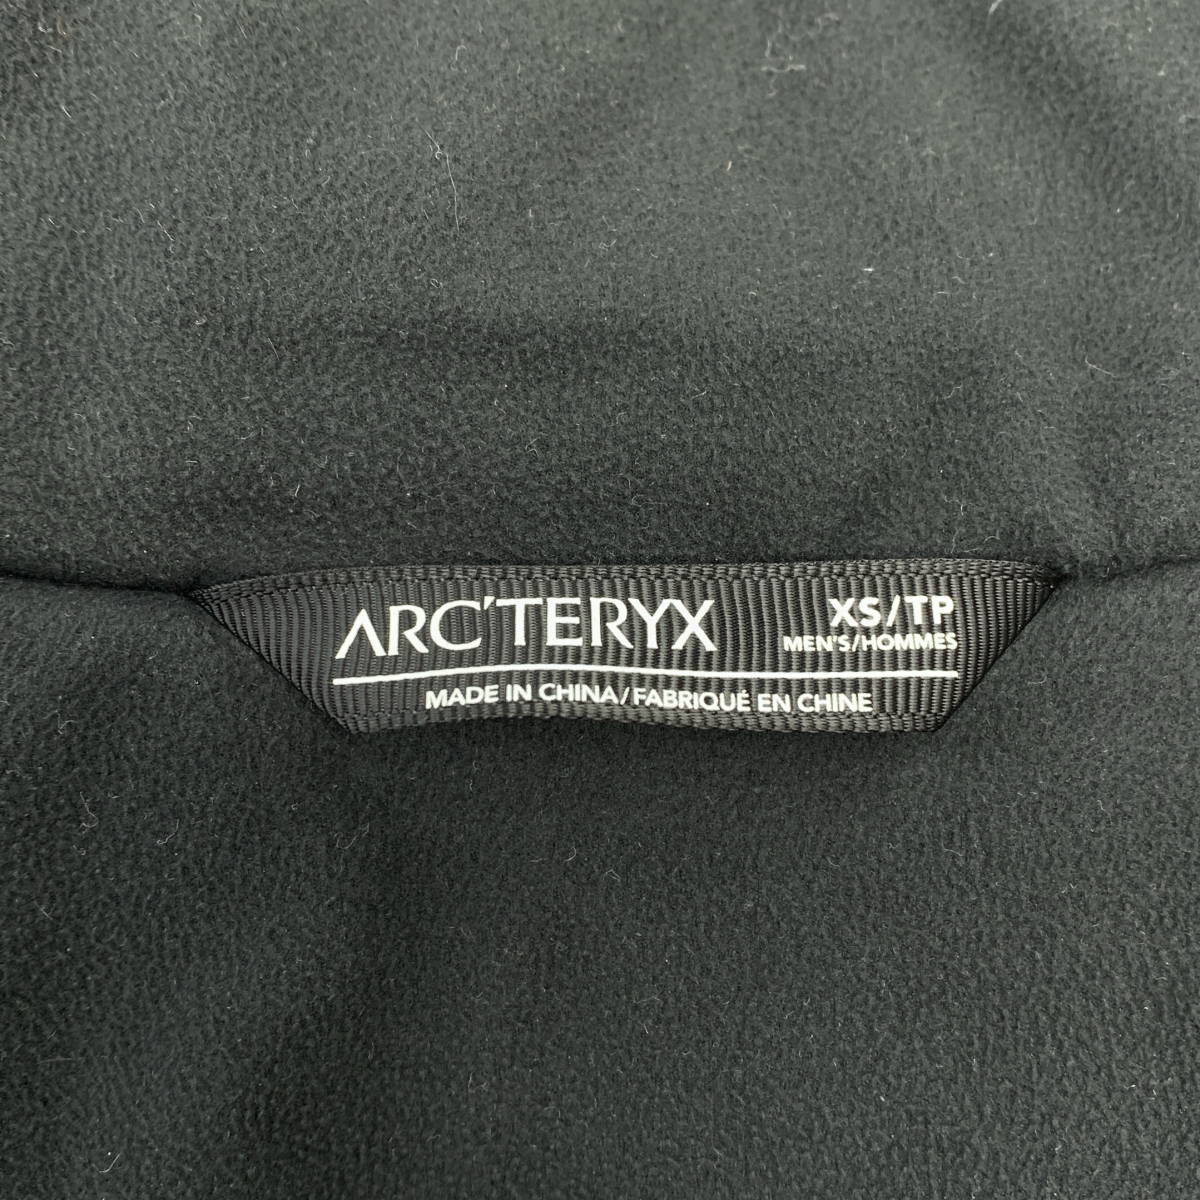 ARC'TERYX XS/TP
MEN'S/HOMMES
MADE IN CHINA/FABRIQUÉ EN CHINE